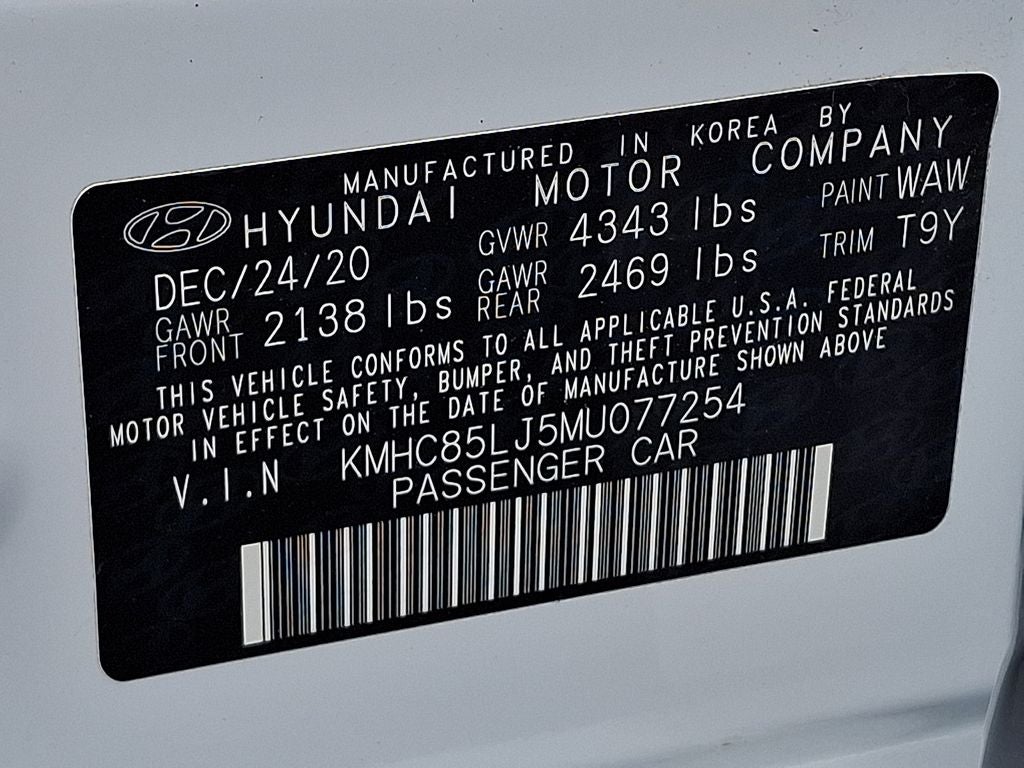 MANUFACTURED IN KOREA BY
HYUNDAI MOTOR COMPANY
DEC/24/20 GVWR 4343 lbs PAINT WAW
GAWR FRONT 2138 lbs GAWR REAR 2469 lbs TRIM T9Y
THIS VEHICLE CONFORMS TO ALL APPLICABLE U.S.A. FEDERAL
MOTOR VEHICLE SAFETY, BUMPER, AND THEFT PREVENTION STANDARDS
IN EFFECT ON THE DATE OF MANUFACTURE SHOWN ABOVE
V.I.N KMHC85LJ5MU077254
PASSENGER CAR